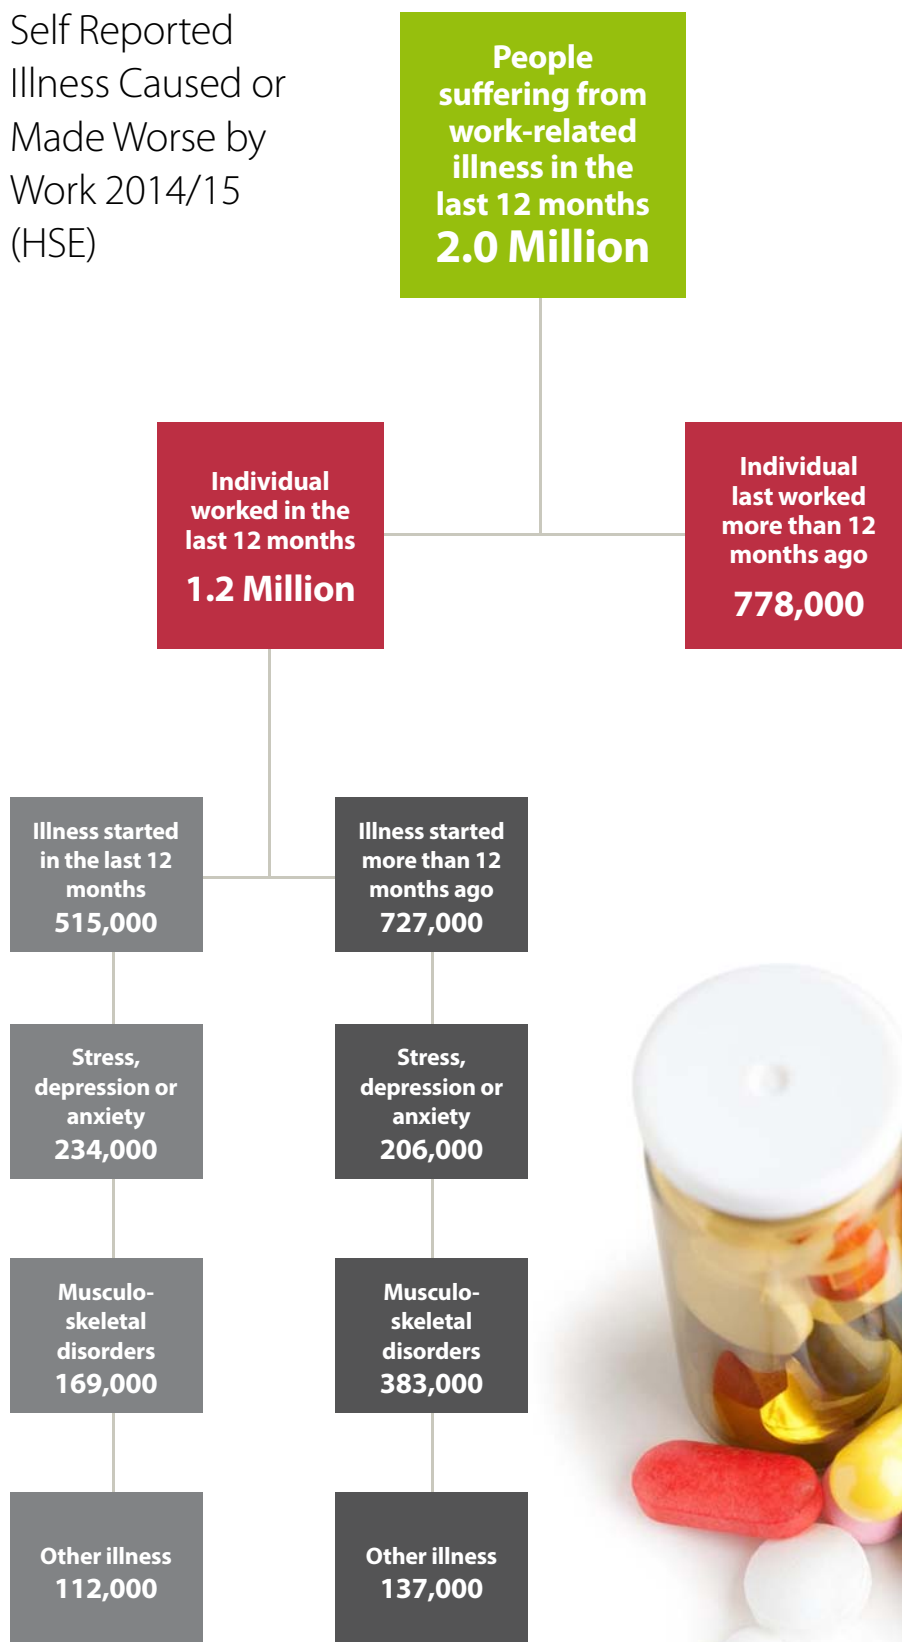 Self Reported
Illness Caused or
Made Worse by
Work 2014/15
(HSE)
People
suffering from
work-related
illness in the
last 12 months
2.0 Million
Individual
worked in the
last 12 months
1.2 Million
Individual
last worked
more than 12
months ago
778,000
Illness started
in the last 12
months
515,000
Illness started
more than 12
months ago
727,000
Stress,
depression or
anxiety
234,000
Stress,
depression or
anxiety
206,000
Musculo-
skeletal
disorders
169,000
Musculo-
skeletal
disorders
383,000
Other illness
112,000
Other illness
137,000